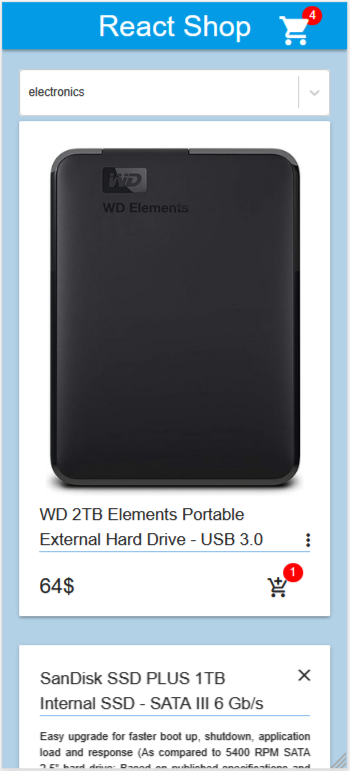 React Shop
4
electronics
WD
WD Elements
WD 2TB Elements Portable
External Hard Drive - USB 3.0
64$
1
SanDisk SSD PLUS 1TB
Internal SSD - SATA III 6 Gb/s
Easy upgrade for faster boot up, shutdown, application
load and response (As compared to 5400 RPM SATA
2.5" hard drive; Based on published specifications and